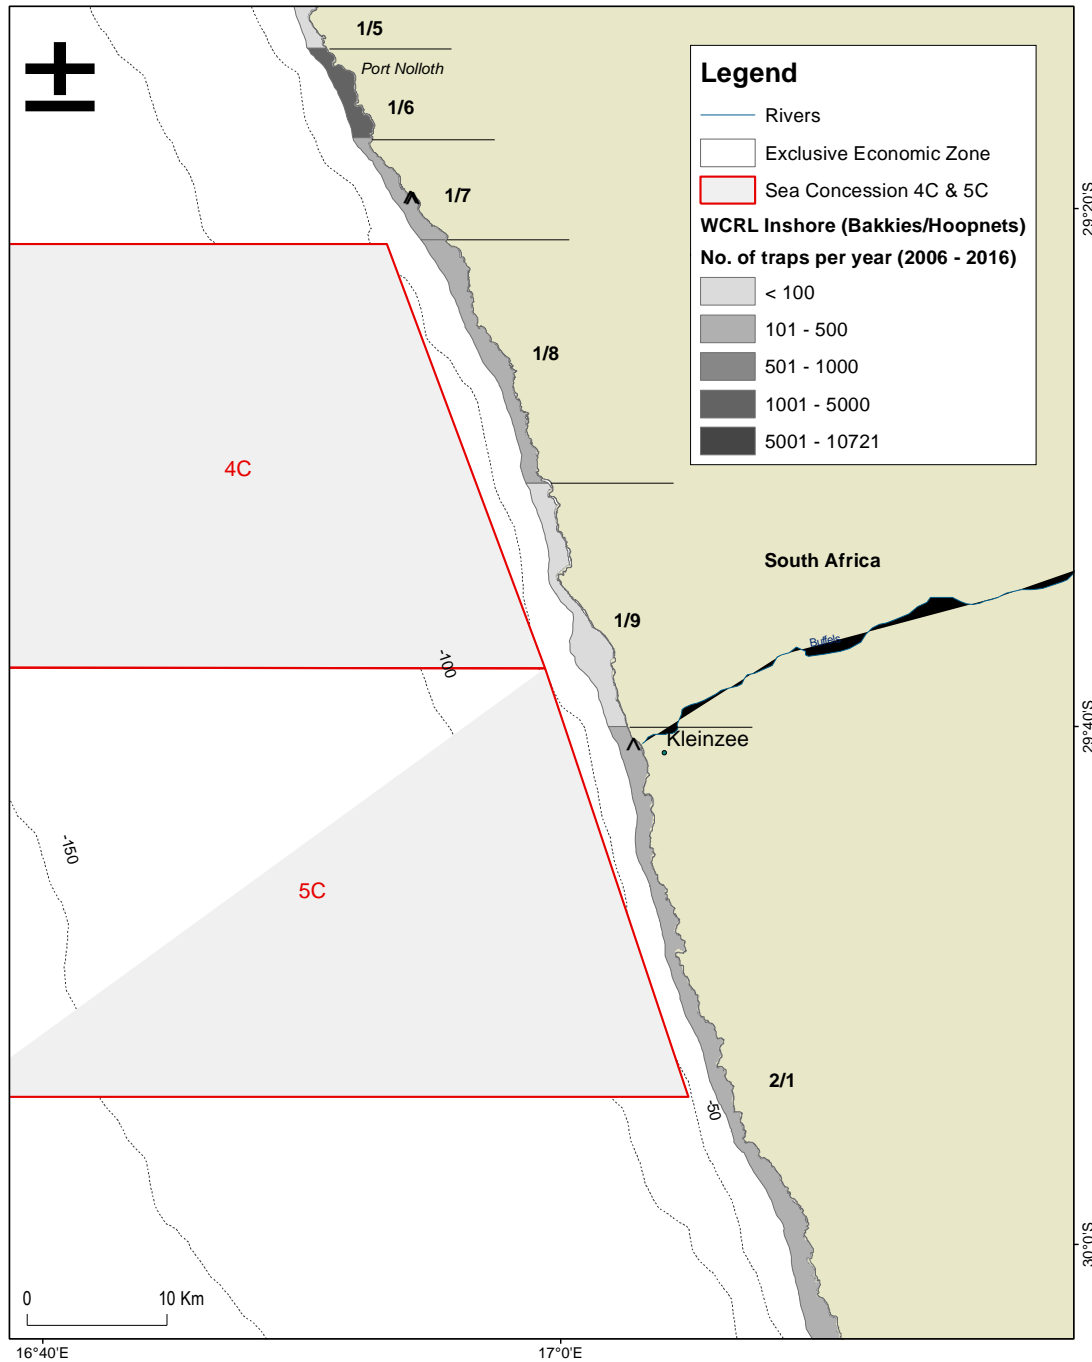 1/5
Port Nolloth
1/6
1/7
1/8
1/9
2/1
Legend
Rivers
Exclusive Economic Zone
Sea Concession 4C & 5C
WCRL Inshore (Bakkies/Hoopnets)
No. of traps per year (2006 - 2016)
< 100
101 - 500
501 - 1000
1001 - 5000
5001 - 10721
29°20'S
4C
South Africa
Buffels
-100
29°40'S
Kleinzee
-150
5C
-50
30°0'S
0 10 Km
16°40'E 17°0'E